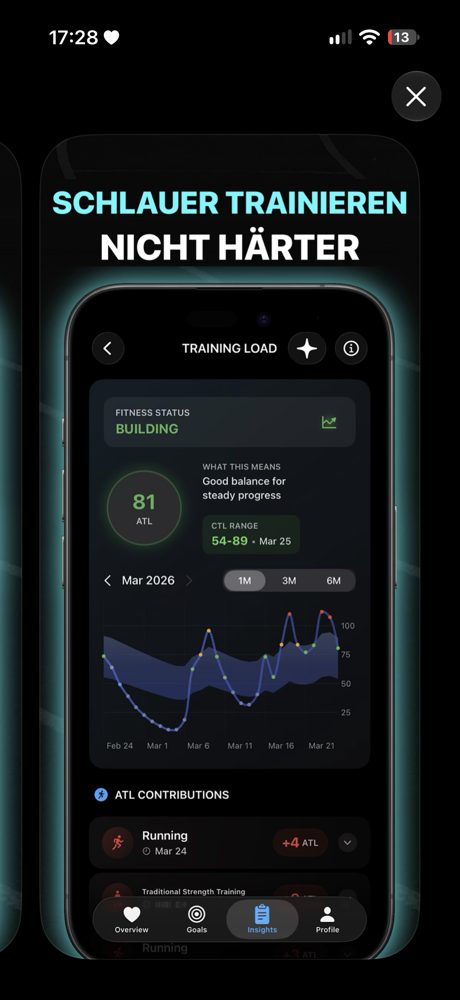 17:28
13
SCHLAUER TRAINIEREN
NICHT HÄRTER
TRAINING LOAD
FITNESS STATUS
BUILDING
81
ATL
WHAT THIS MEANS
Good balance for
steady progress
CTL RANGE
54-89 • Mar 25
Mar 2026
1M 3M 6M
100
75
50
25
Feb 24 Mar 1 Mar 6 Mar 11 Mar 16 Mar 21
ATL CONTRIBUTIONS
Running
Mar 24
+4 ATL
Traditional Strength Training
ATL
Overview Goals Insights Profile
Running
+3 ATL